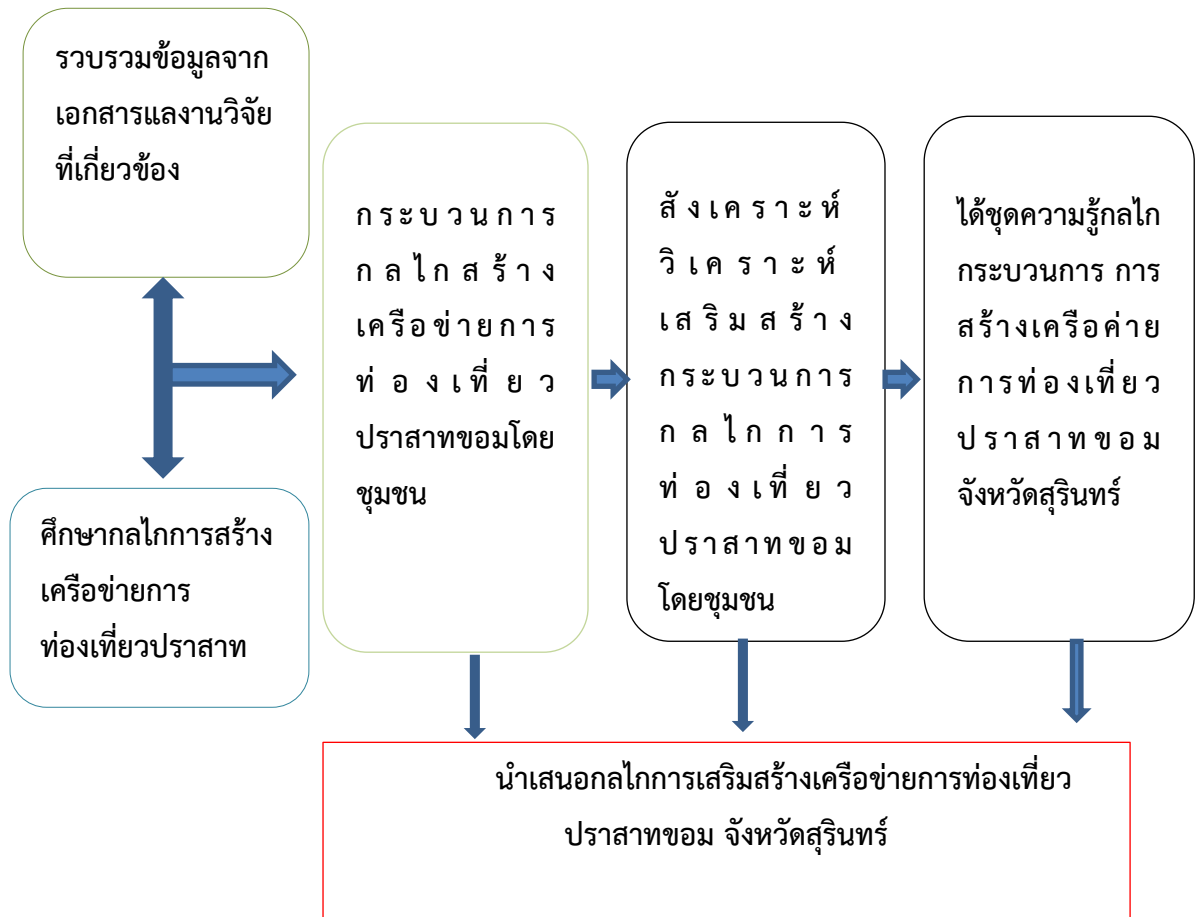 รวบรวมข้อมูลจาก
เอกสารแลงานวิจัย
ที่เกี่ยวข้อง
ศึกษากลไกการสร้าง
เครือข่ายการ
ท่องเที่ยวปราสาท
กระบวนการ
กลไกสร้าง
เครือข่ายการ
ท่องเที่ยว
ปราสาทขอมโดย
ชุมชน
สังเคราะห์
วิเคราะห์
เสริมสร้าง
กระบวนการ
กลไกการ
ท่องเที่ยว
ปราสาทขอม
โดยชุมชน
ได้ชุดความรู้กลไก
กระบวนการ การ
สร้างเครือค่าย
การท่องเที่ยว
ปราสาทขอม
จังหวัดสุรินทร์
นำเสนอกลไกการเสริมสร้างเครือข่ายการท่องเที่ยว
ปราสาทขอม จังหวัดสุรินทร์